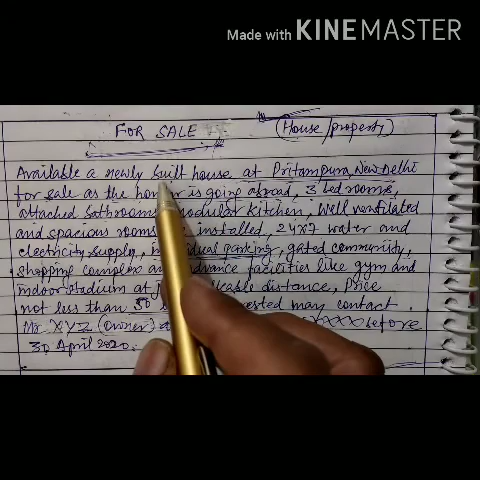 Made with KINEMASTER
FOR SALE (House/property)
Available a newly built house at Pritampura, New Delhi
for sale as the is going abroad, 3 bedrooms,
attached bathrooms modular kitchen, Well ventilated
and spacious rooms installed, 24x7 water and
electricity supply, individual parking, gated community,
shopping complex and advance facilities like gym and
indoor stadium at distance, Price
not less than 50 may contact
Mr XYZ (Owner) before
30 April 2020.